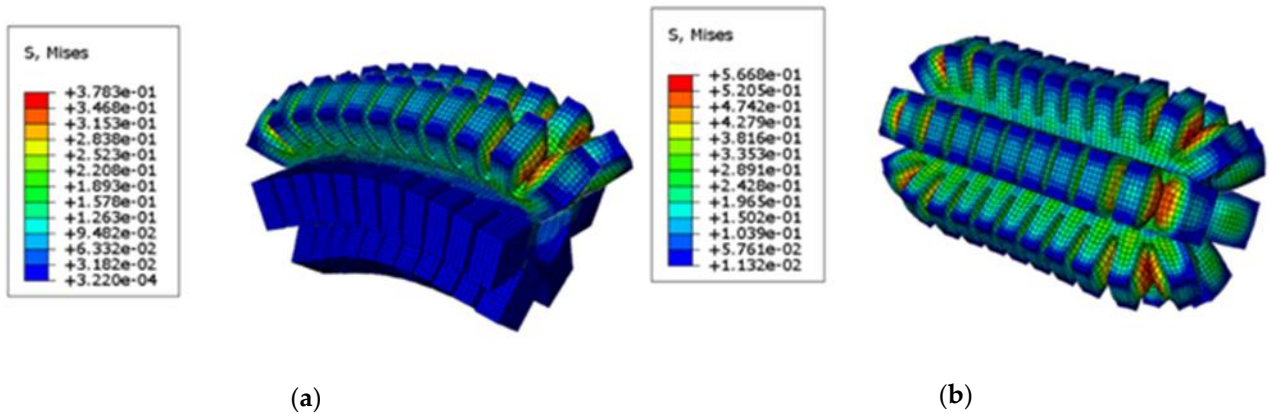 S, Mises
+3.783e-01
+3.468e-01
+3.153e-01
+2.838e-01
+2.523e-01
+2.208e-01
+1.893e-01
+1.578e-01
+1.263e-01
+9.482e-02
+6.332e-02
+3.182e-02
+3.220e-04
(a)
S, Mises
+5.668e-01
+5.205e-01
+4.742e-01
+4.279e-01
+3.816e-01
+3.353e-01
+2.891e-01
+2.428e-01
+1.965e-01
+1.502e-01
+1.039e-01
+5.761e-02
+1.132e-02
(b)